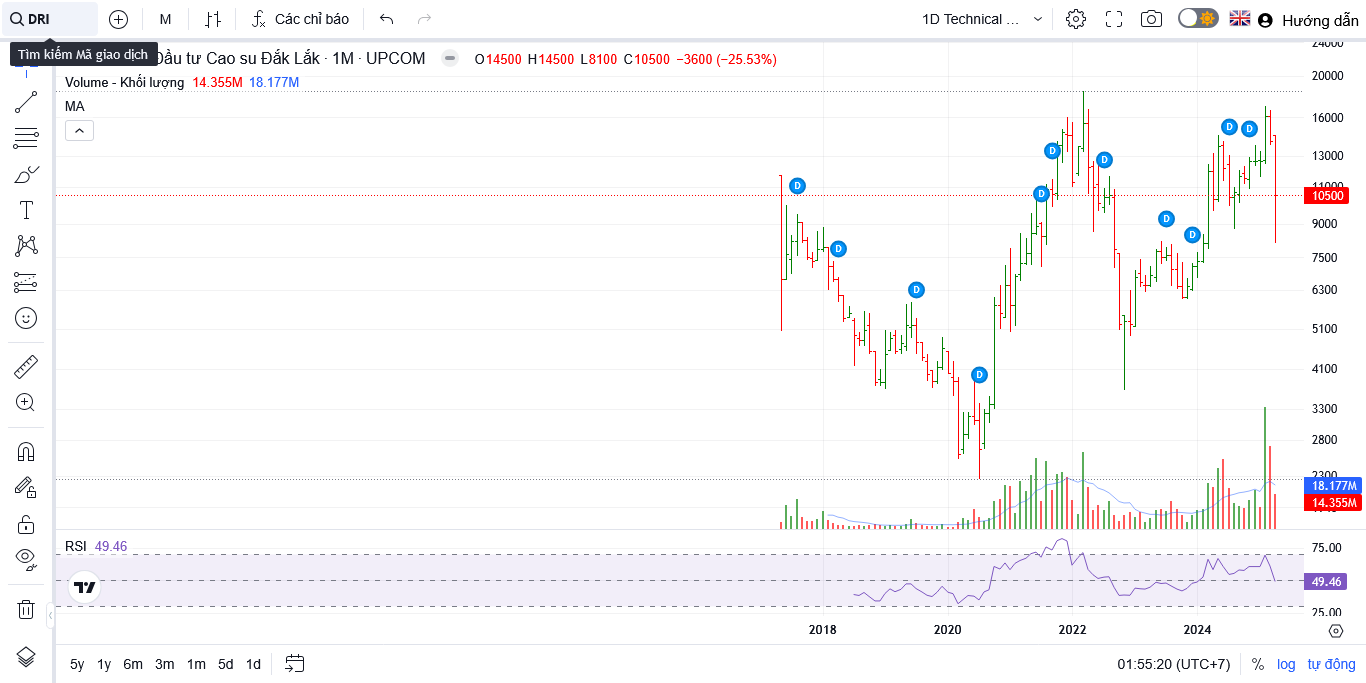 DRI
M
Các chỉ báo
1D Technical ...
Hướng dẫn
Tìm kiếm Mã giao dịch
Đầu tư Cao su Đắk Lắk · 1M · UPCOM
O14500 H14500 L8100 C10500 −3600 (−25.53%)
Volume - Khối lượng 14.355M 18.177M
MA
24000
20000
16000
13000
11000
10500
9000
7500
6300
5100
4100
3300
2800
2300
18.177M
14.355M
D
D
D
D
D
D
D
D
D
D
D
RSI 49.46
75.00
49.46
25.00
2018 2020 2022 2024
5y 1y 6m 3m 1m 5d 1d
01:55:20 (UTC+7) % log tự động